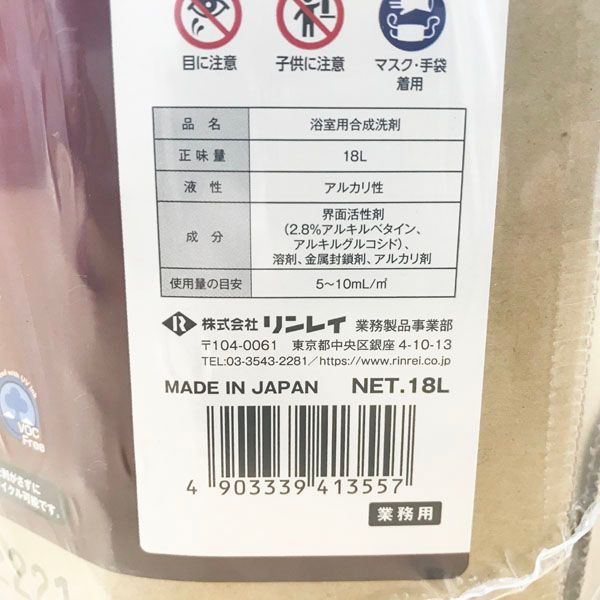 目に注意
子供に注意
マスク・手袋
着用
品 名 浴室用合成洗剤
正味量 18L
液 性 アルカリ性
成 分 界面活性剤
(2.8%アルキルベタイン、
アルキルグルコシド)、
溶剤、金属封鎖剤、アルカリ剤
使用量の目安 5〜10mL/㎡
R 株式会社 リンレイ 業務製品事業部
〒104-0061 東京都中央区銀座 4-10-13
TEL:03-3543-2281/https://www.rinrei.co.jp
MADE IN JAPAN NET.18L
4 903339 413557
業務用
VOC
Free